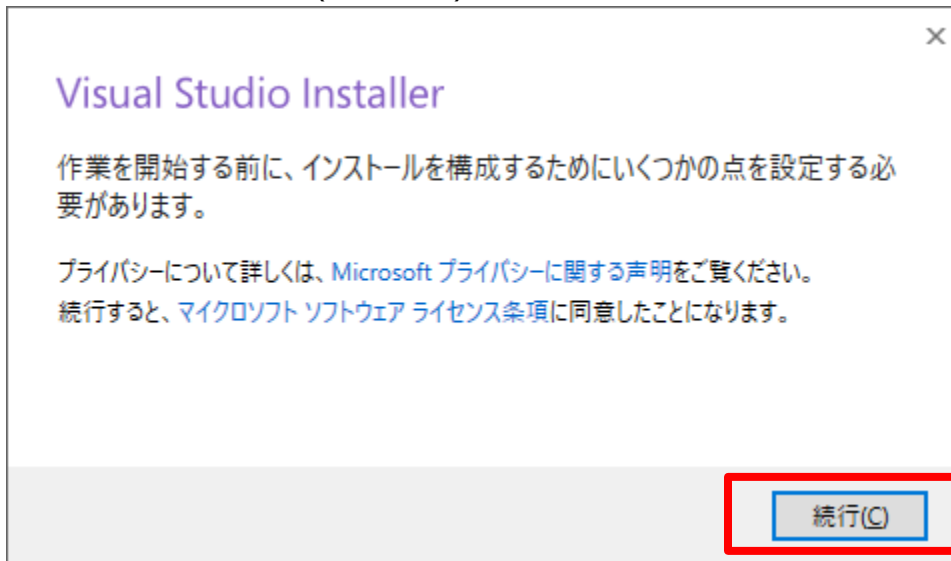 Visual Studio Installer
作業を開始する前に、インストールを構成するためにいくつかの点を設定する必
要があります。
プライバシーについて詳しくは、Microsoft プライバシーに関する声明をご覧ください。
続行すると、マイクロソフト ソフトウェア ライセンス条項に同意したことになります。
続行(C)